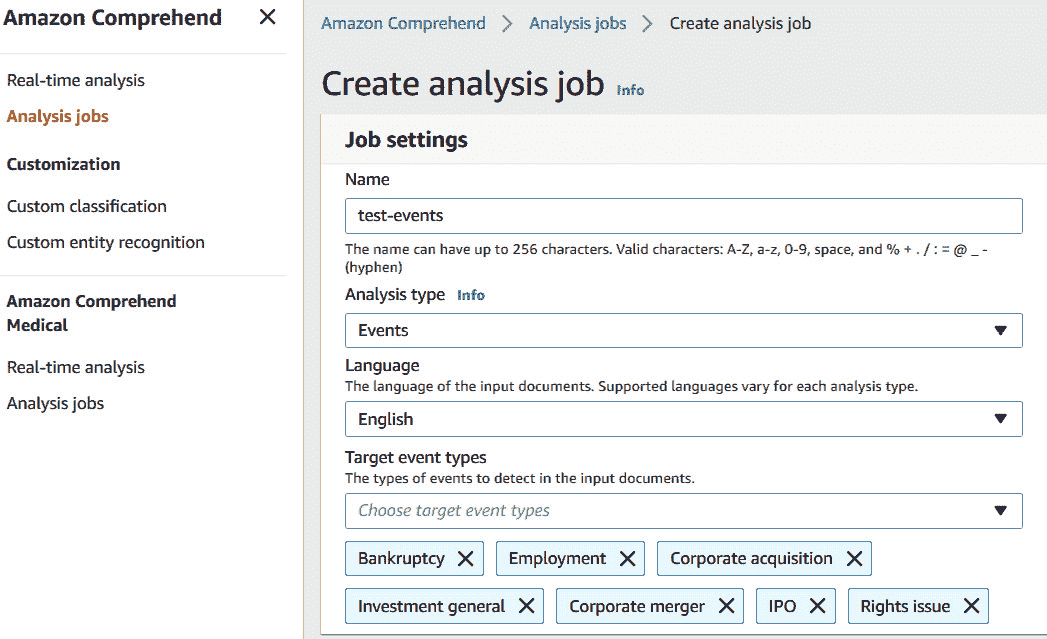 Amazon Comprehend
Real-time analysis
Analysis jobs
Customization
Custom classification
Custom entity recognition
Amazon Comprehend
Medical
Real-time analysis
Analysis jobs
Amazon Comprehend > Analysis jobs > Create analysis job
Create analysis job Info
Job settings
Name
test-events
The name can have up to 256 characters. Valid characters: A-Z, a-z, 0-9, space, and % + . / : = @ _ -
(hyphen)
Analysis type Info
Events
Language
The language of the input documents. Supported languages vary for each analysis type.
English
Target event types
The types of events to detect in the input documents.
Choose target event types
Bankruptcy Employment Corporate acquisition
Investment general Corporate merger IPO Rights issue